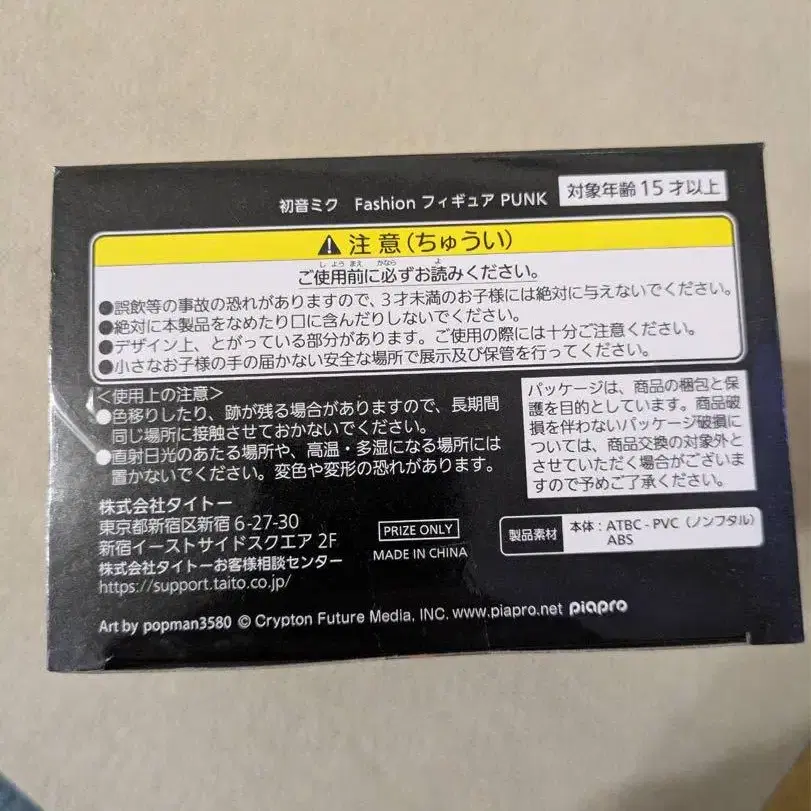 初音ミク Fashion フィギュア PUNK 対象年齢15才以上
⚠注意(ちゅうい)
ご使用前に必ずお読みください。
●誤飲等の事故の恐れがありますので、3才未満のお子様には絶対に与えないでください。
●絶対に本製品をなめたり口に含んだりしないでください。
●デザイン上、とがっている部分があります。ご使用の際には十分ご注意ください。
●小さなお子様の手の届かない安全な場所で展示及び保管を行ってください。
<使用上の注意>
●色移りしたり、跡が残る場合がありますので、長期間
同じ場所に接触させておかないでください。
●直射日光のあたる場所や、高温・多湿になる場所には
置かないでください。変色や変形の恐れがあります。
パッケージは、商品の梱包と保
護を目的としています。商品破
損を伴わないパッケージ破損に
ついては、商品交換の対象外と
させていただく場合がございま
すので予めご了承ください。
株式会社タイトー
東京都新宿区新宿 6-27-30
新宿イーストサイドスクエア 2F
株式会社タイトーお客様相談センター
https://support.taito.co.jp/
PRIZE ONLY
MADE IN CHINA
製品素材 本体:ATBC-PVC(ノンフタル)
ABS
Art by popman3580 © Crypton Future Media, INC. www.piapro.net piapro